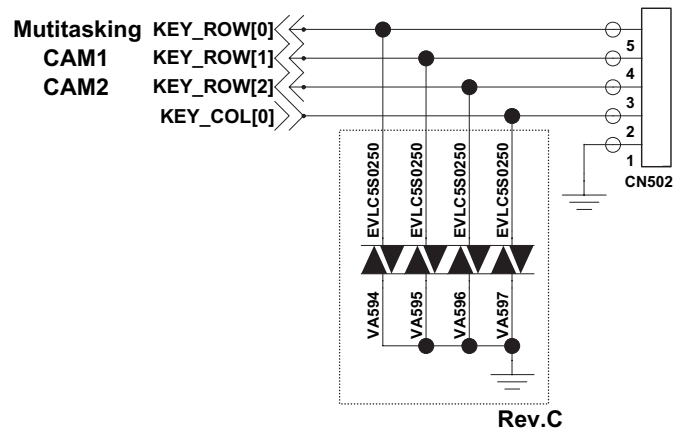 Mutitasking KEY_ROW[0]
CAM1 KEY_ROW[1]
CAM2 KEY_ROW[2]
KEY_COL[0]
5
4
3
2
1
CN502
EVLC5S0250
EVLC5S0250
EVLC5S0250
EVLC5S0250
VA594
VA595
VA596
VA597
Rev.C